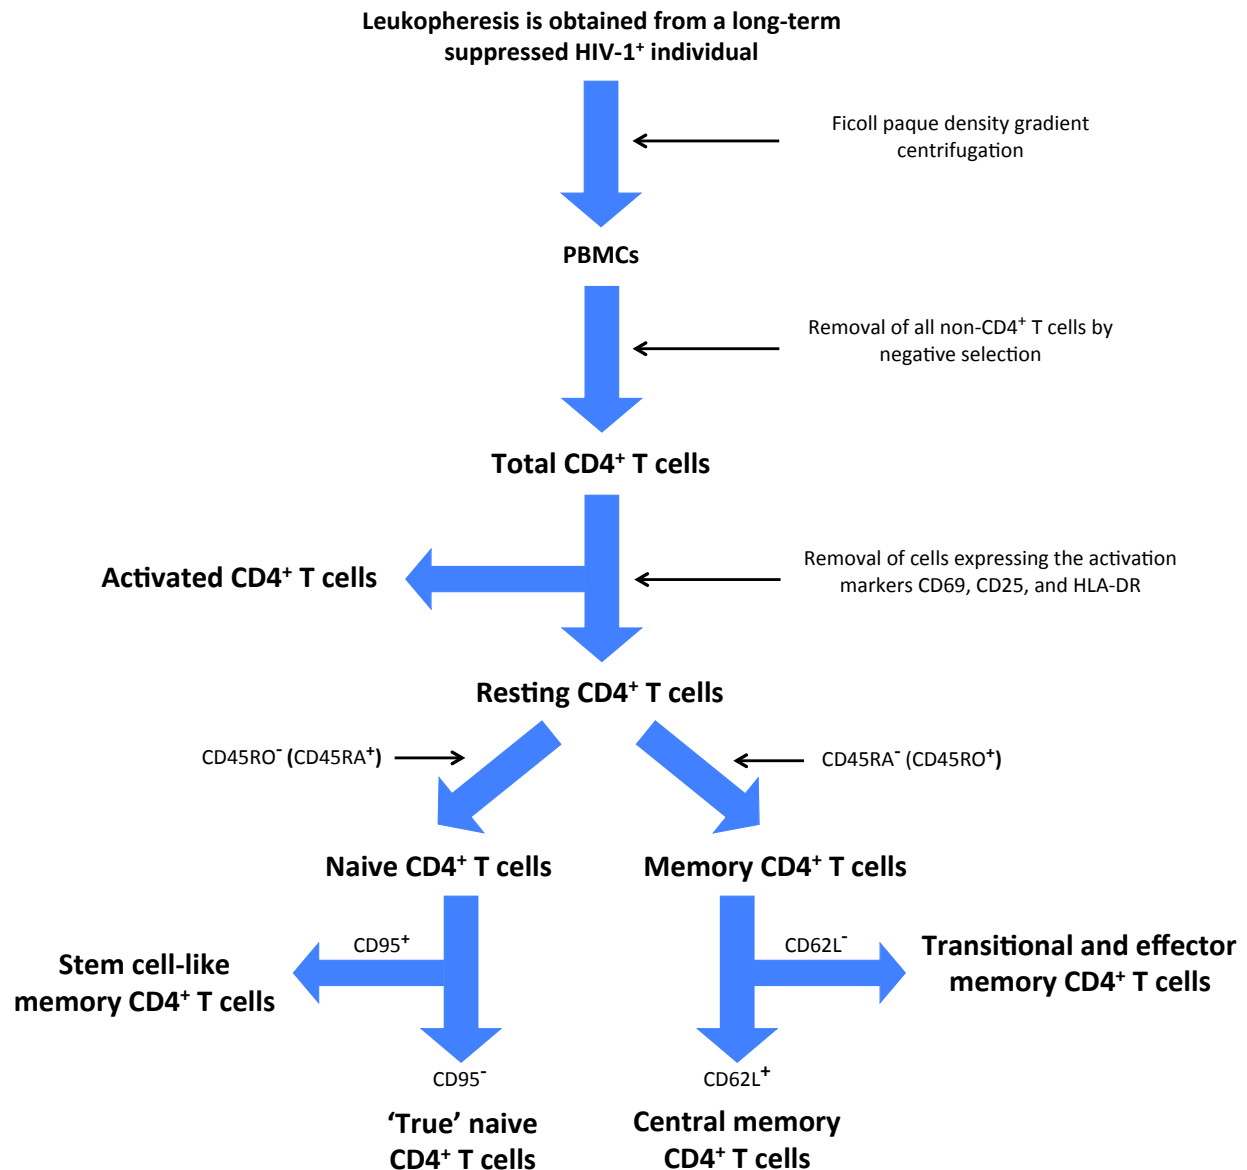 Leukopheresis is obtained from a long-term
suppressed HIV-1⁺ individual
Ficoll paque density gradient
centrifugation
PBMCs
Removal of all non-CD4⁺ T cells by
negative selection
Total CD4⁺ T cells
Activated CD4⁺ T cells
Removal of cells expressing the activation
markers CD69, CD25, and HLA-DR
Resting CD4⁺ T cells
CD45RO⁻ (CD45RA⁺)
CD45RA⁻ (CD45RO⁺)
Naive CD4⁺ T cells
Memory CD4⁺ T cells
CD95⁺
Stem cell-like
memory CD4⁺ T cells
CD62L⁻
Transitional and effector
memory CD4⁺ T cells
CD95⁻
‘True’ naive
CD4⁺ T cells
CD62L⁺
Central memory
CD4⁺ T cells